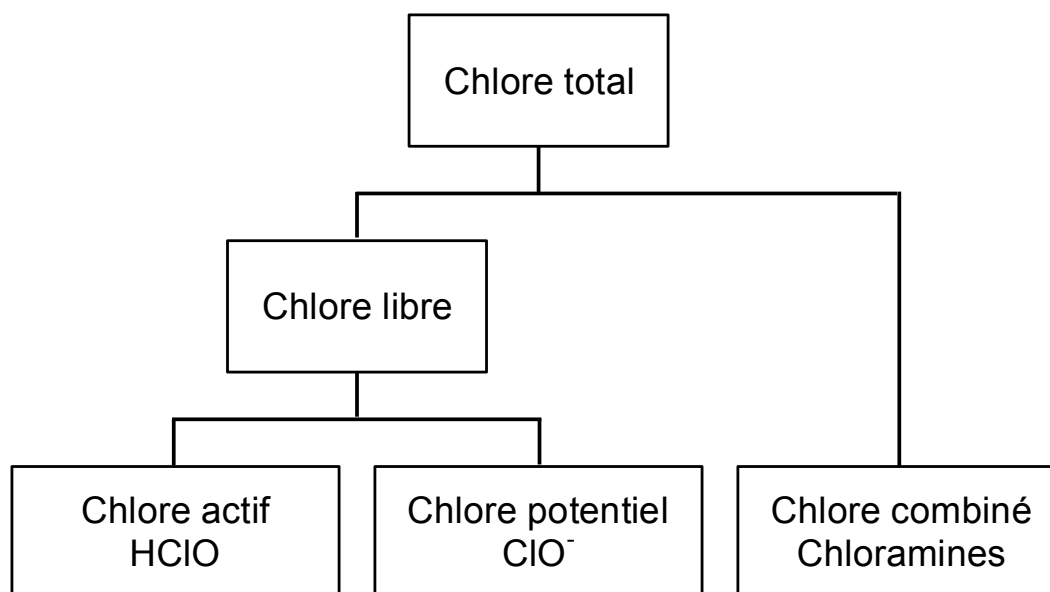 Chlore total
Chlore libre
Chlore actif
HClO
Chlore potentiel
ClO⁻
Chlore combiné
Chloramines